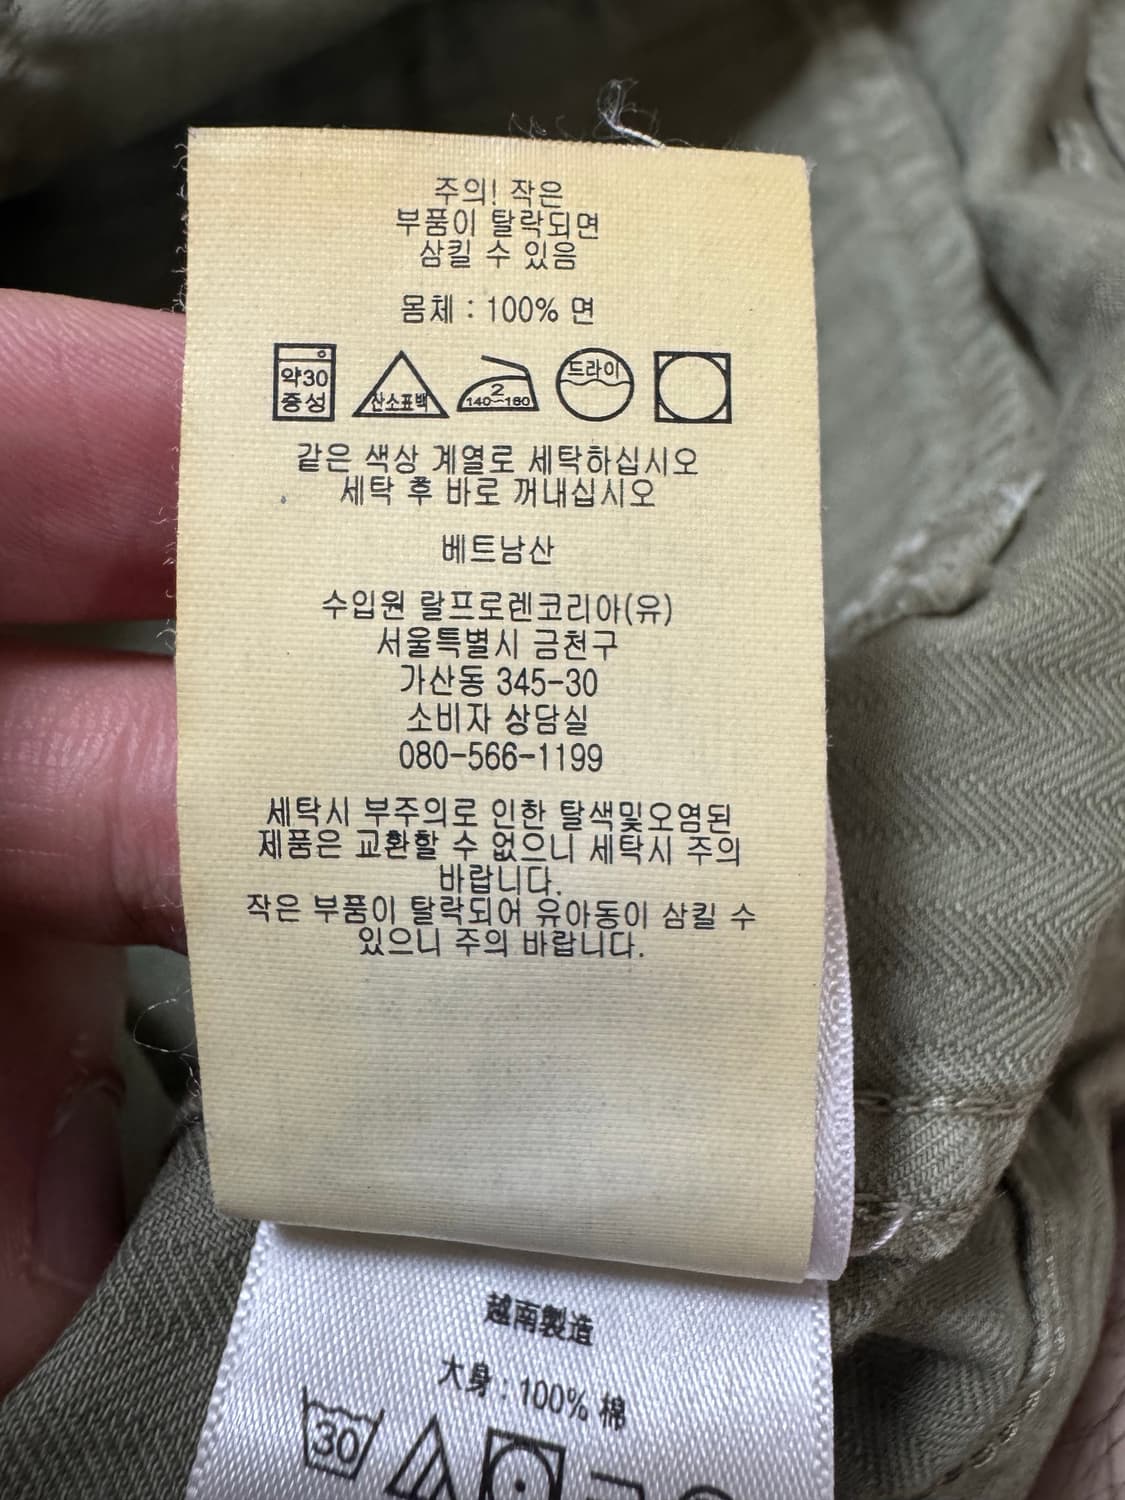 주의! 작은
부품이 탈락되면
삼킬 수 있음
몸체 : 100% 면
약30
중성
산소표백
2
140~160
드라이
같은 색상 계열로 세탁하십시오
세탁 후 바로 꺼내십시오
베트남산
수입원 랄프로렌코리아(유)
서울특별시 금천구
가산동 345-30
소비자 상담실
080-566-1199
세탁시 부주의로 인한 탈색및오염된
제품은 교환할 수 없으니 세탁시 주의
바랍니다.
작은 부품이 탈락되어 유아동이 삼킬 수
있으니 주의 바랍니다.
越南製造
大身 : 100% 棉
30